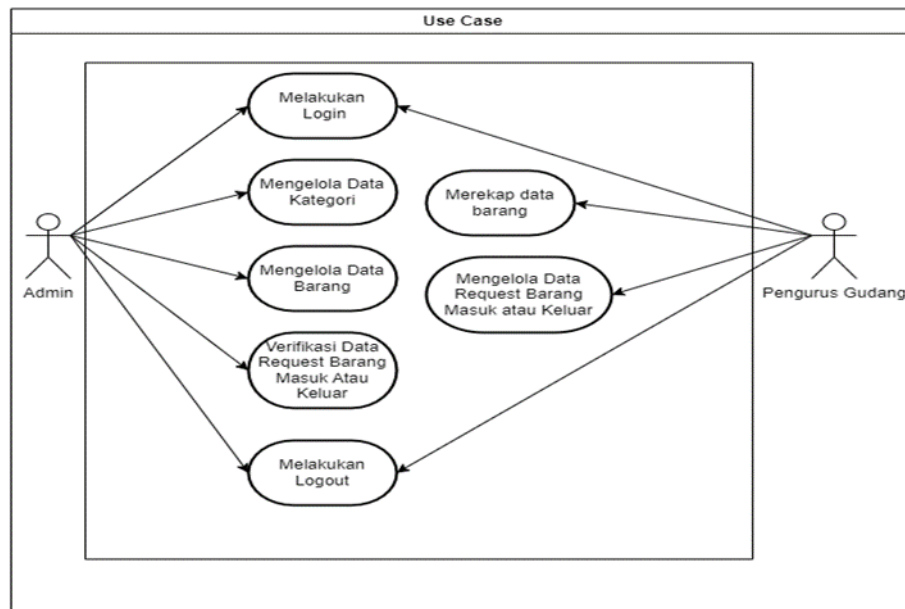 Use Case
Melakukan
Login
Mengelola Data
Kategori
Merekap data
barang
Mengelola Data
Barang
Mengelola Data
Request Barang
Masuk atau Keluar
Admin
Pengurus Gudang
Verifikasi Data
Request Barang
Masuk Atau
Keluar
Melakukan
Logout